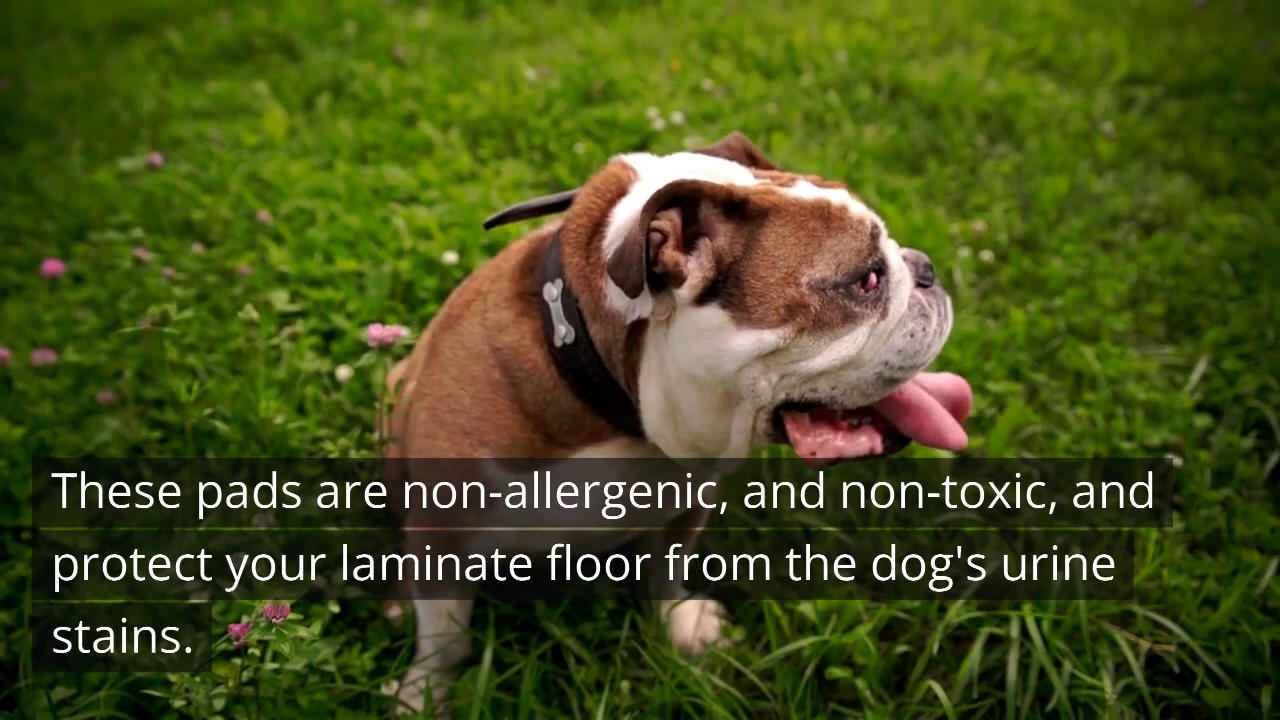 These pads are non-allergenic, and non-toxic, and
protect your laminate floor from the dog's urine
stains.